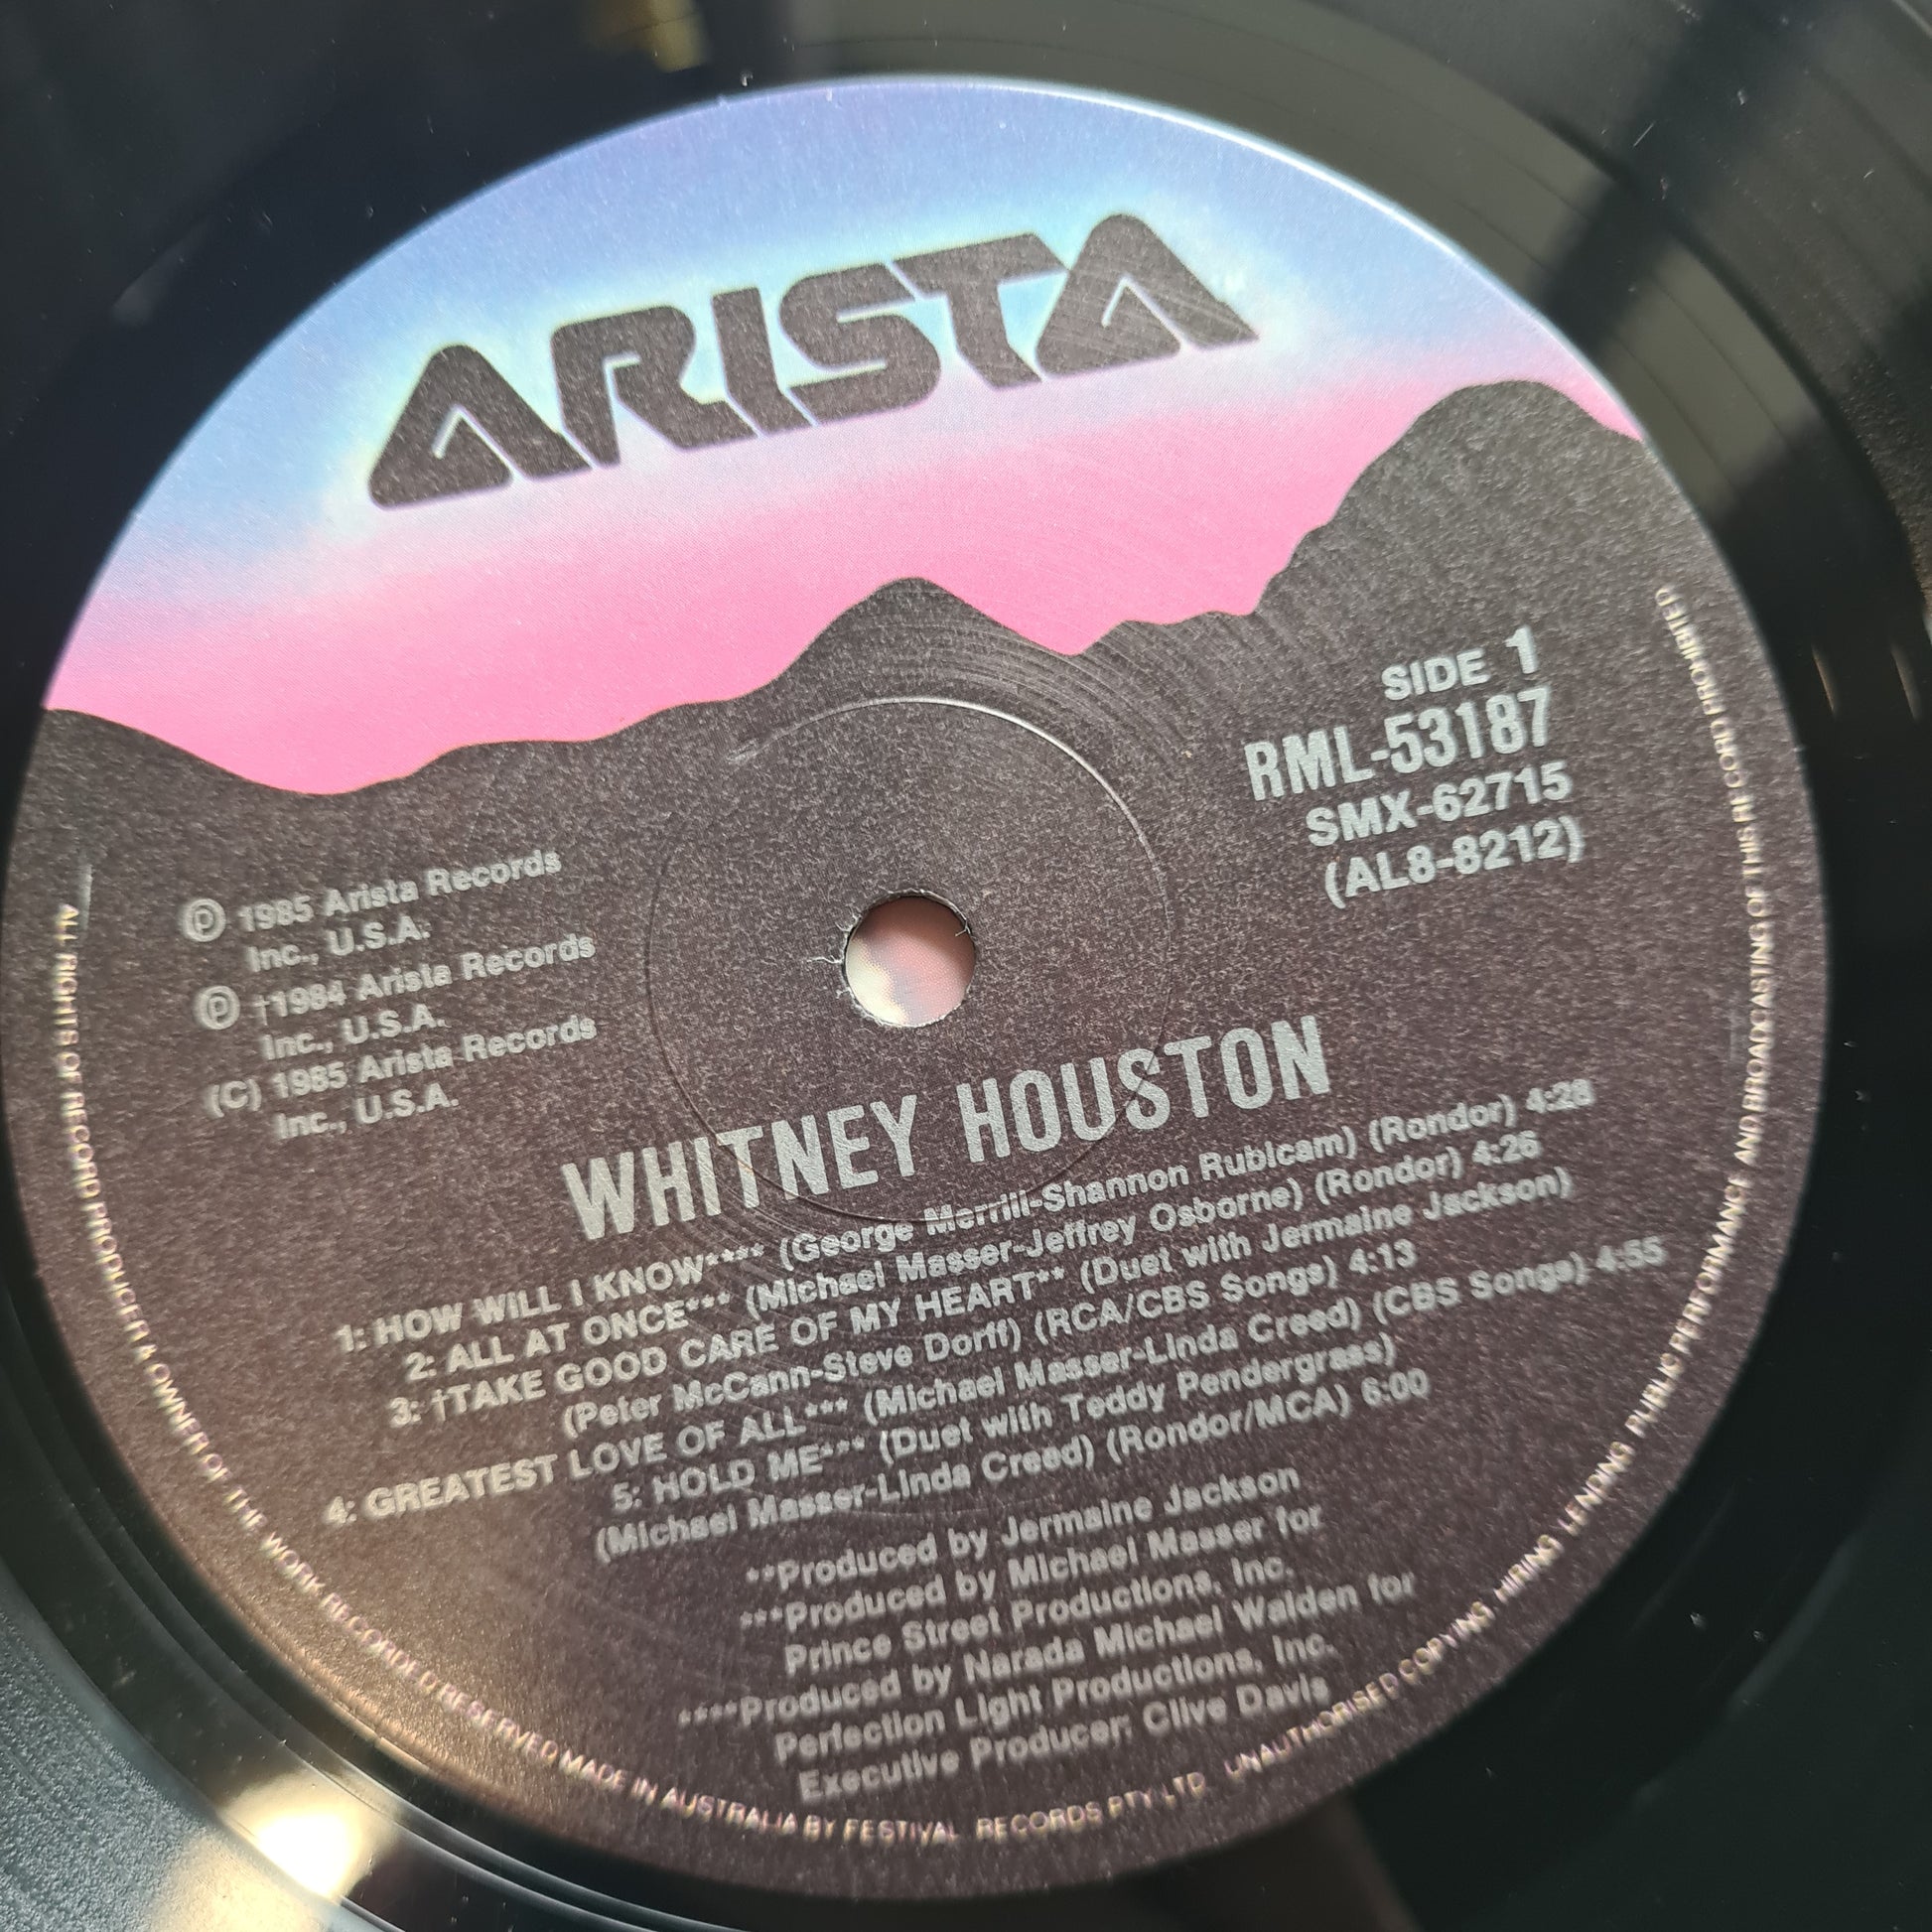 ARISTA
SIDE 1
RML-53187
SMX-62715
(AL8-8212)
Ⓟ 1985 Arista Records
Inc., U.S.A.
Ⓟ †1984 Arista Records
Inc., U.S.A.
(C) 1985 Arista Records
Inc., U.S.A.
WHITNEY HOUSTON
1: HOW WILL I KNOW**** (George Merrill-Shannon Rubicam) (Rondor) 4:28
2: ALL AT ONCE*** (Michael Masser-Jeffrey Osborne) (Rondor) 4:26
3: †TAKE GOOD CARE OF MY HEART** (Duet with Jermaine Jackson)
(Peter McCann-Steve Dorff) (RCA/CBS Songs) 4:13
4: GREATEST LOVE OF ALL*** (Michael Masser-Linda Creed) (CBS Songs) 4:55
5: HOLD ME*** (Duet with Teddy Pendergrass)
(Michael Masser-Linda Creed) (Rondor/MCA) 6:00
**Produced by Jermaine Jackson
***Produced by Michael Masser for
Prince Street Productions, Inc.
****Produced by Narada Michael Walden for
Perfection Light Productions, Inc.
Executive Producer: Clive Davis
ALL RIGHTS OF RECORD PRODUCER & OWNER OF THE WORK RECORDED RESERVED MADE IN AUSTRALIA BY FESTIVAL RECORDS PTY LTD. UNAUTHORISED COPYING HIRING LENDING PUBLIC PERFORMANCE AND BROADCASTING OF THIS RECORD PROHIBITED